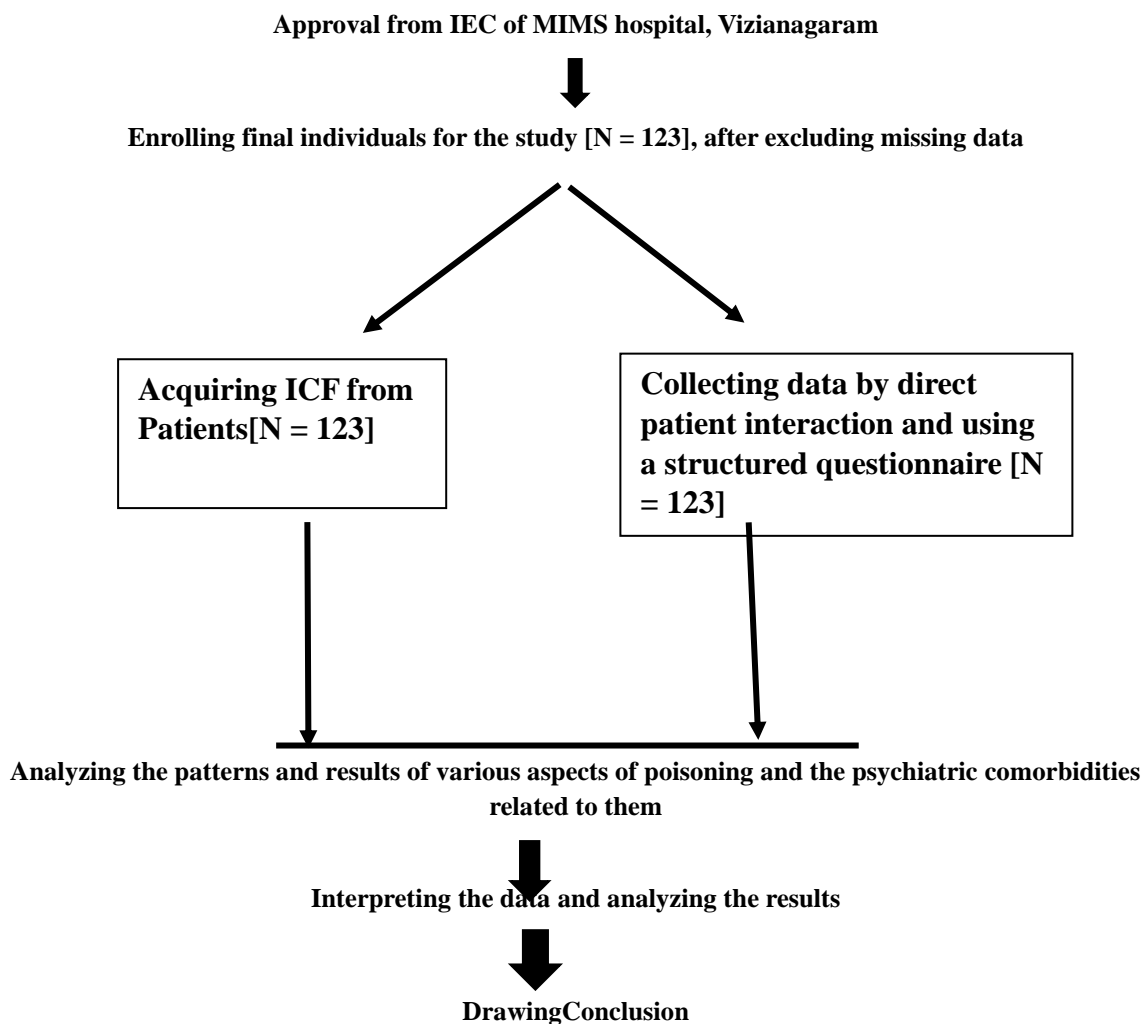 Approval from IEC of MIMS hospital, Vizianagaram
Enrolling final individuals for the study [N = 123], after excluding missing data
Acquiring ICF from
Patients[N = 123]
Collecting data by direct
patient interaction and using
a structured questionnaire [N
= 123]
Analyzing the patterns and results of various aspects of poisoning and the psychiatric comorbidities
related to them
Interpreting the data and analyzing the results
DrawingConclusion